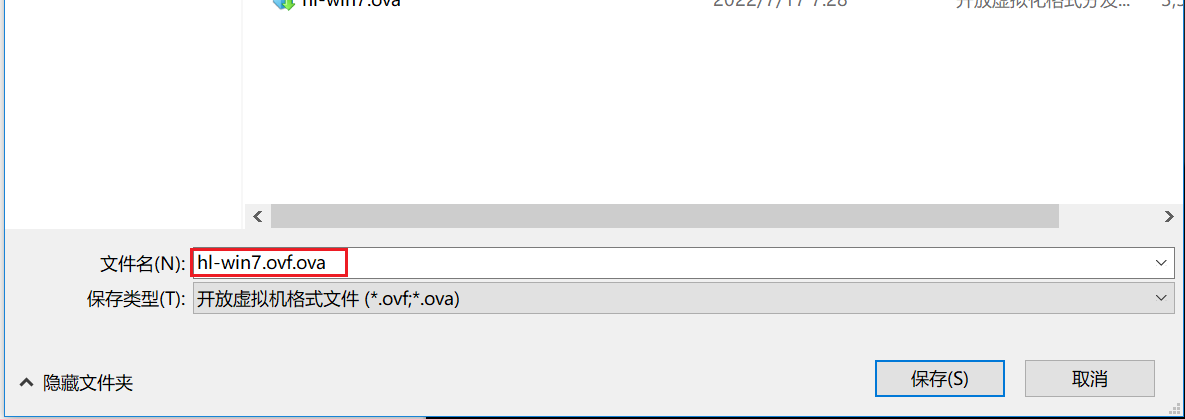 hl-win7.ova 2022/7/17 7:28 开放虚拟化格式分发...
文件名(N): hl-win7.ovf.ova
保存类型(T): 开放虚拟机格式文件 (*.ovf;*.ova)
隐藏文件夹 保存(S) 取消